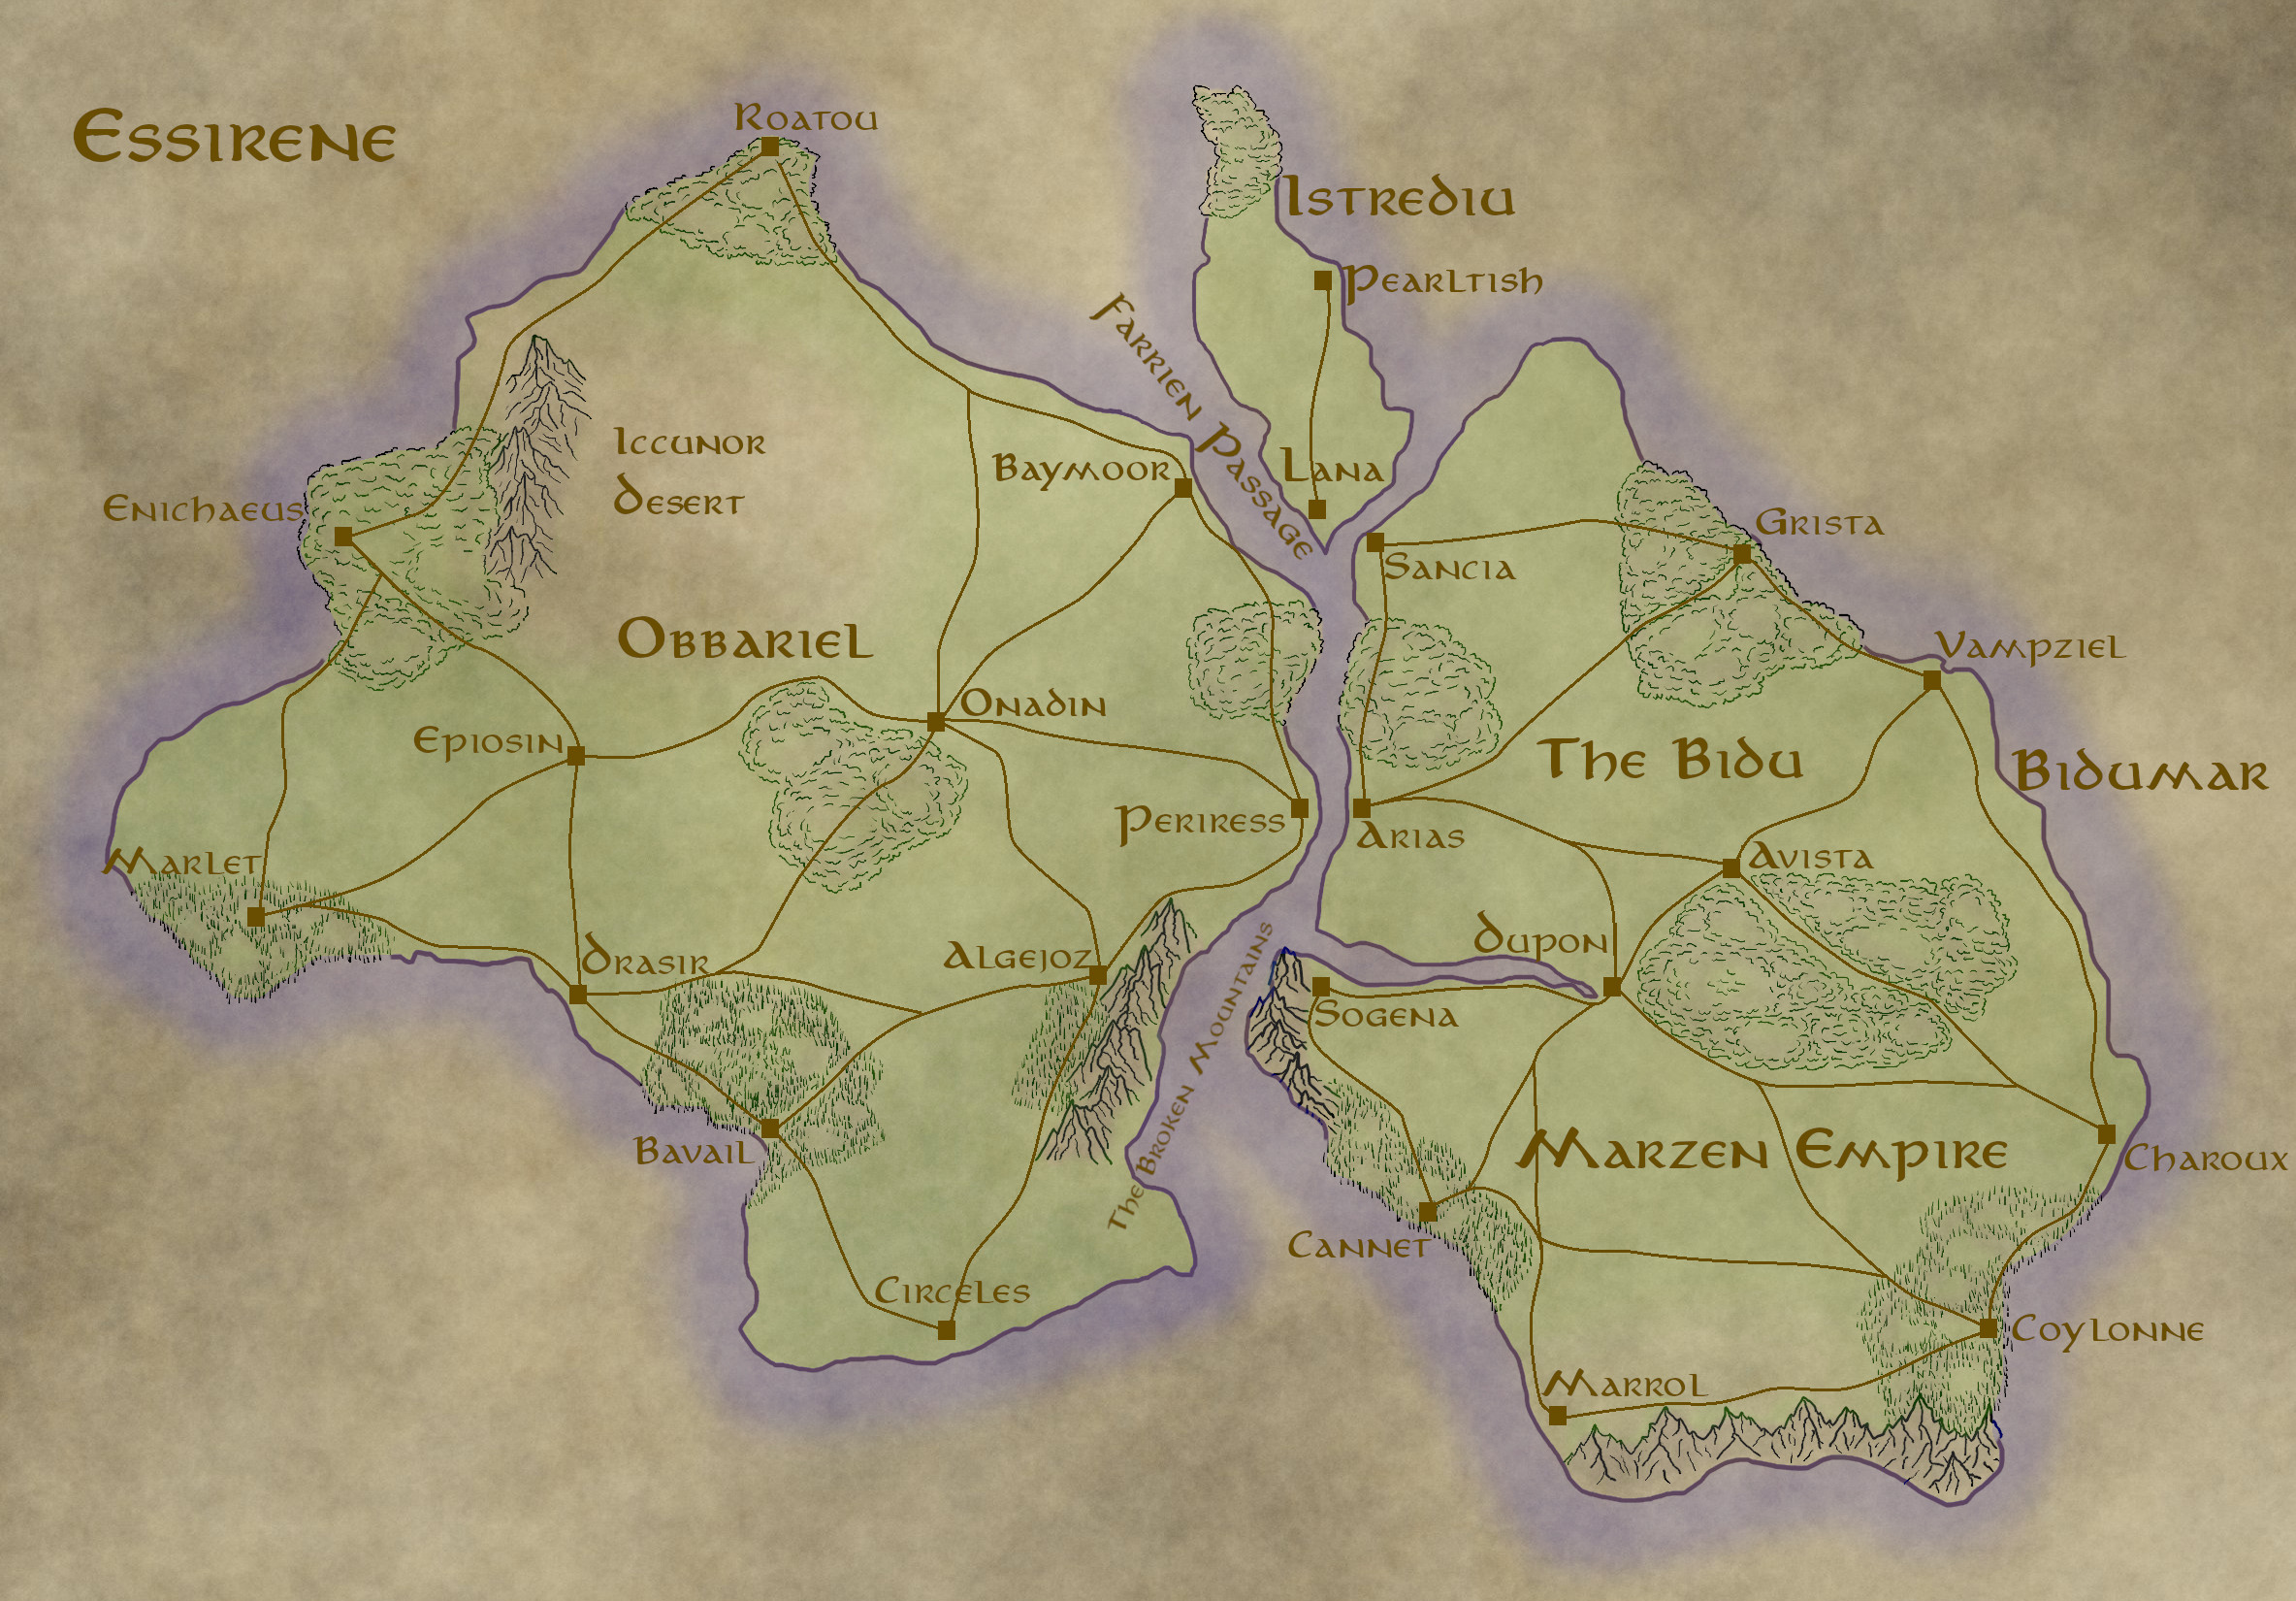 Essirene
Roatou
Istrediu
Pearltish
Farrien Passage
Iccunor
Desert
Baymoor
Lana
Enichaeus
Grista
Sancia
Obbariel
Vampziel
Onadin
Epiosin
The Bidu
Bidumar
Periress
Arias
Marlet
Avista
Dupon
Drasir
Algejoz
Sogena
The Broken Mountains
Bavail
Marzen Empire
Charoux
Cannet
Circeles
Coylonne
Marrol